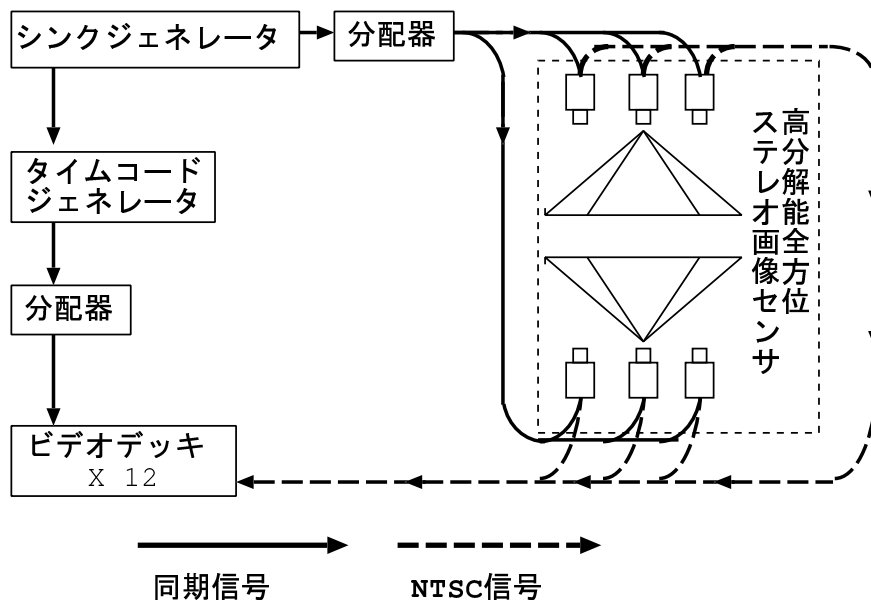 シンクジェネレータ
分配器
タイムコード
ジェネレータ
分配器
ビデオデッキ
X 12
高分解能全方位
ステレオ画像センサ
同期信号
NTSC信号